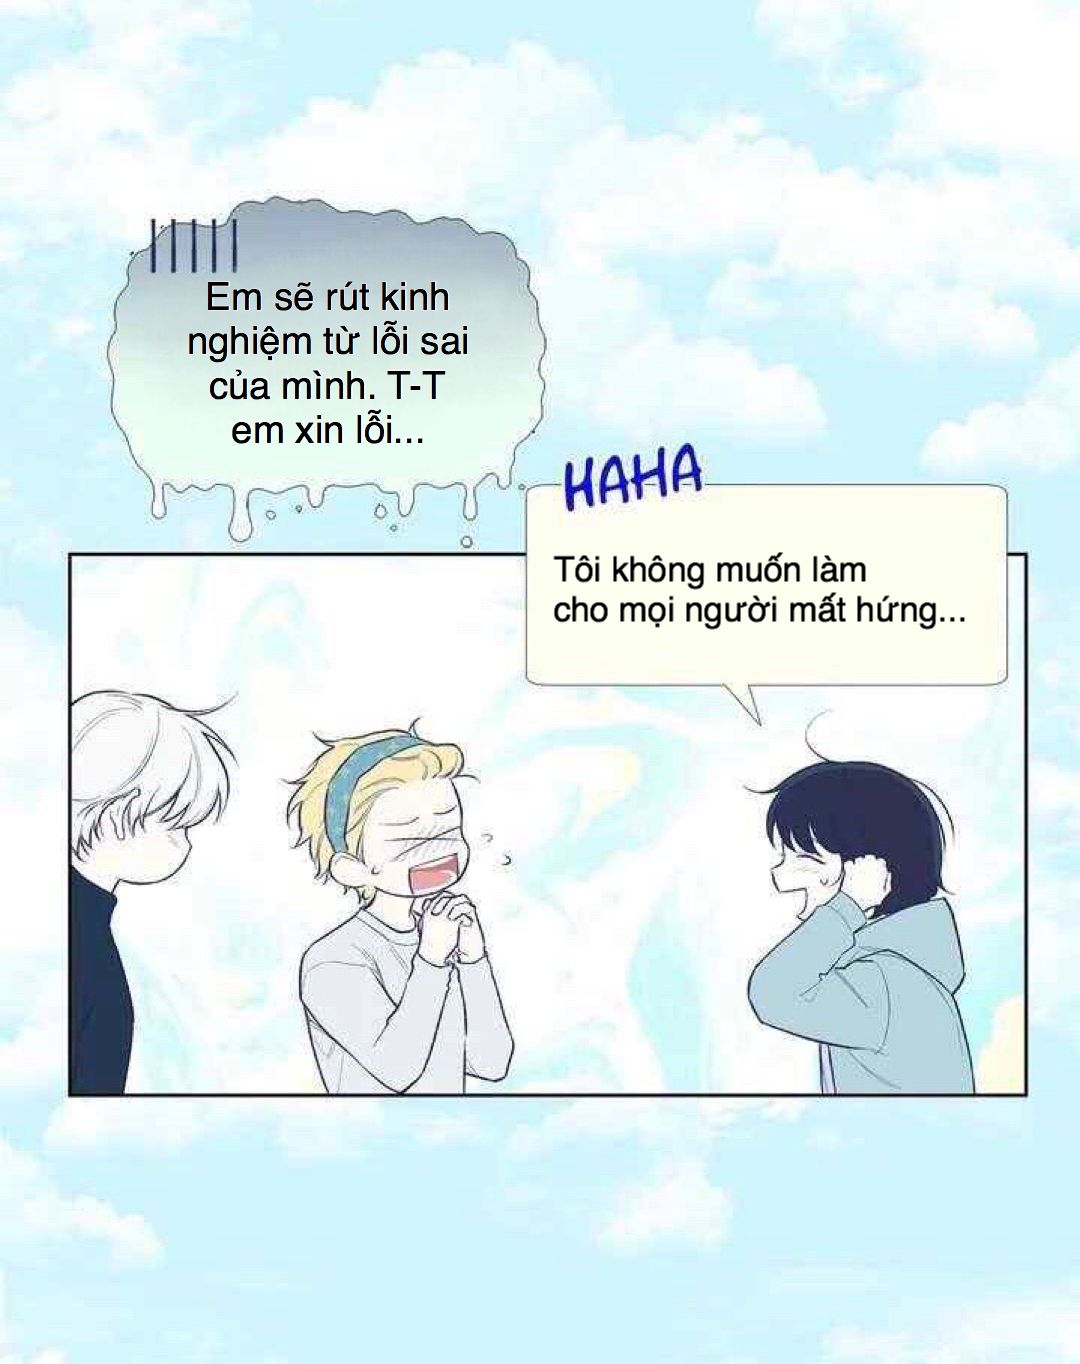 Em sẽ rút kinh
nghiệm từ lỗi sai
của mình. T-T
em xin lỗi...
HAHA
Tôi không muốn làm
cho mọi người mất hứng...